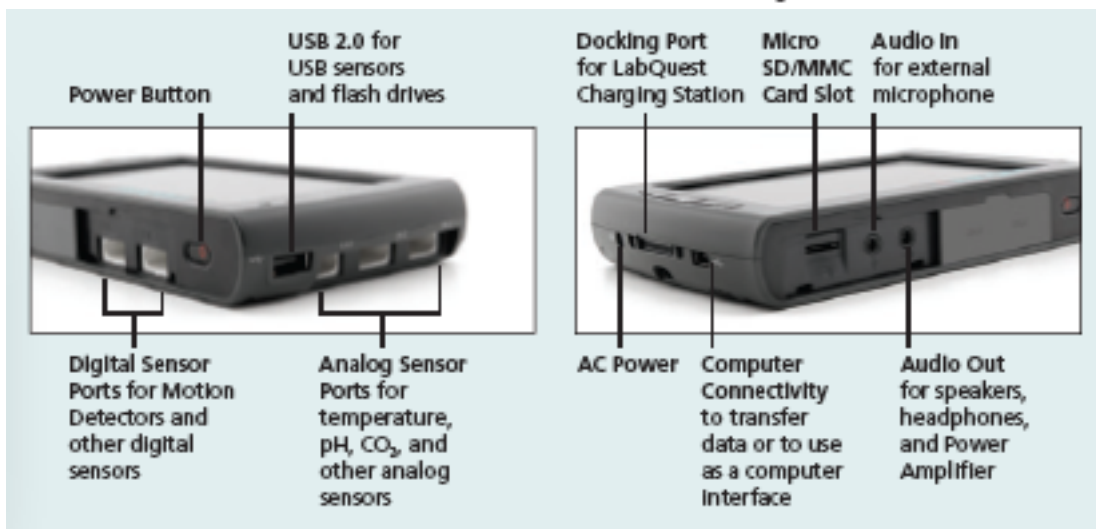 Power Button
USB 2.0 for
USB sensors
and flash drives
Docking Port
for LabQuest
Charging Station
Micro
SD/MMC
Card Slot
Audio In
for external
microphone
Digital Sensor
Ports for Motion
Detectors and
other digital
sensors
Analog Sensor
Ports for
temperature,
pH, CO₂, and
other analog
sensors
AC Power
Computer
Connectivity
to transfer
data or to use
as a computer
interface
Audio Out
for speakers,
headphones,
and Power
Amplifier